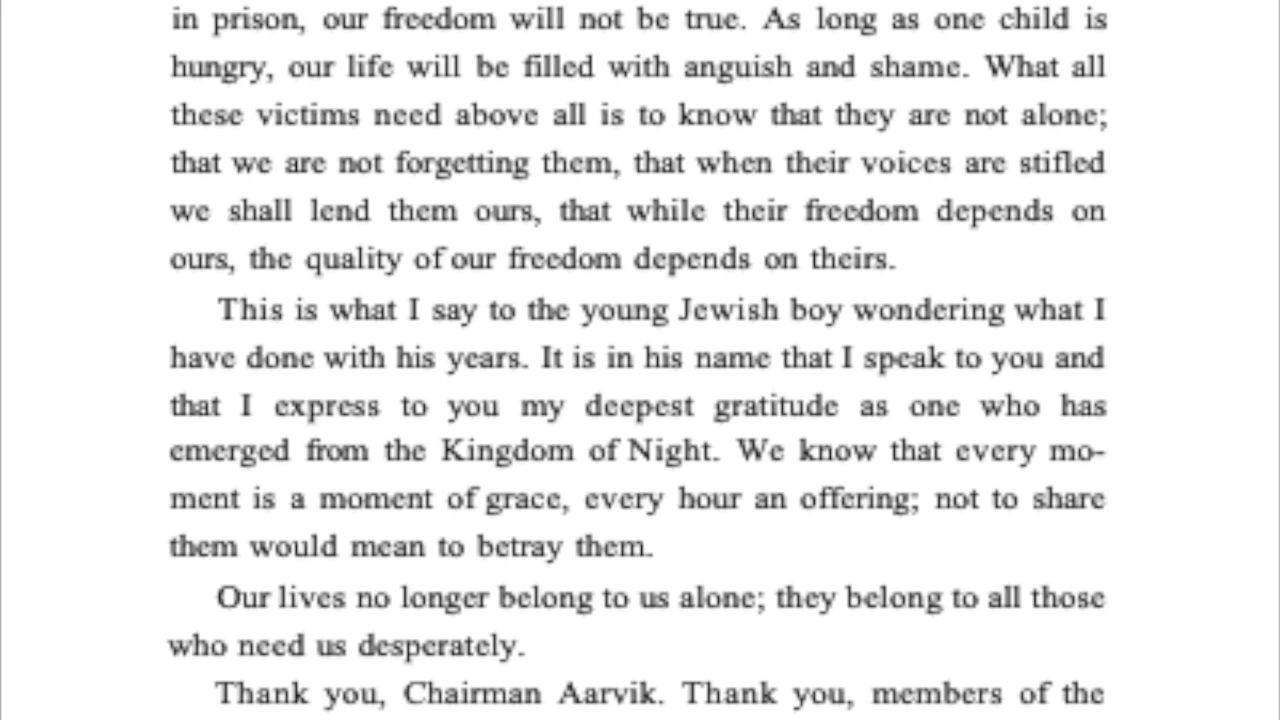 in prison, our freedom will not be true. As long as one child is
hungry, our life will be filled with anguish and shame. What all
these victims need above all is to know that they are not alone;
that we are not forgetting them, that when their voices are stifled
we shall lend them ours, that while their freedom depends on
ours, the quality of our freedom depends on theirs.
This is what I say to the young Jewish boy wondering what I
have done with his years. It is in his name that I speak to you and
that I express to you my deepest gratitude as one who has
emerged from the Kingdom of Night. We know that every mo-
ment is a moment of grace, every hour an offering; not to share
them would mean to betray them.
Our lives no longer belong to us alone; they belong to all those
who need us desperately.
Thank you, Chairman Aarvik. Thank you, members of the